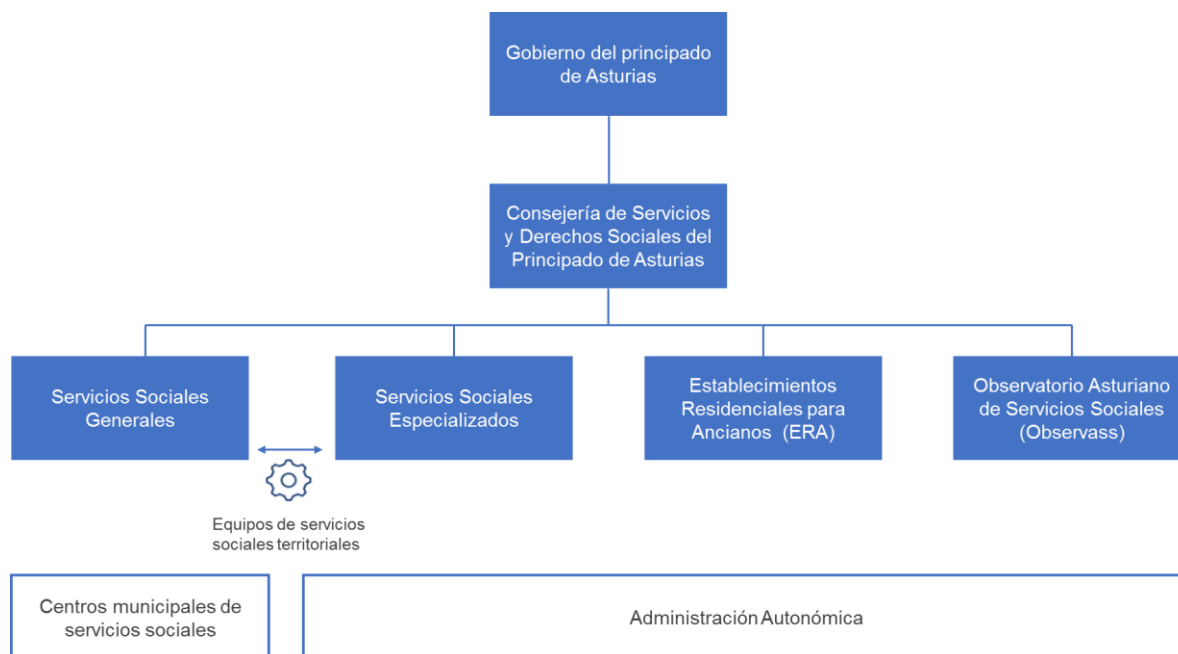 Gobierno del principado
de Asturias
Consejería de Servicios
y Derechos Sociales del
Principado de Asturias
Servicios Sociales
Generales
Servicios Sociales
Especializados
Establecimientos
Residenciales para
Ancianos (ERA)
Observatorio Asturiano
de Servicios Sociales
(Observass)
Equipos de servicios
sociales territoriales
Centros municipales de
servicios sociales
Administración Autonómica